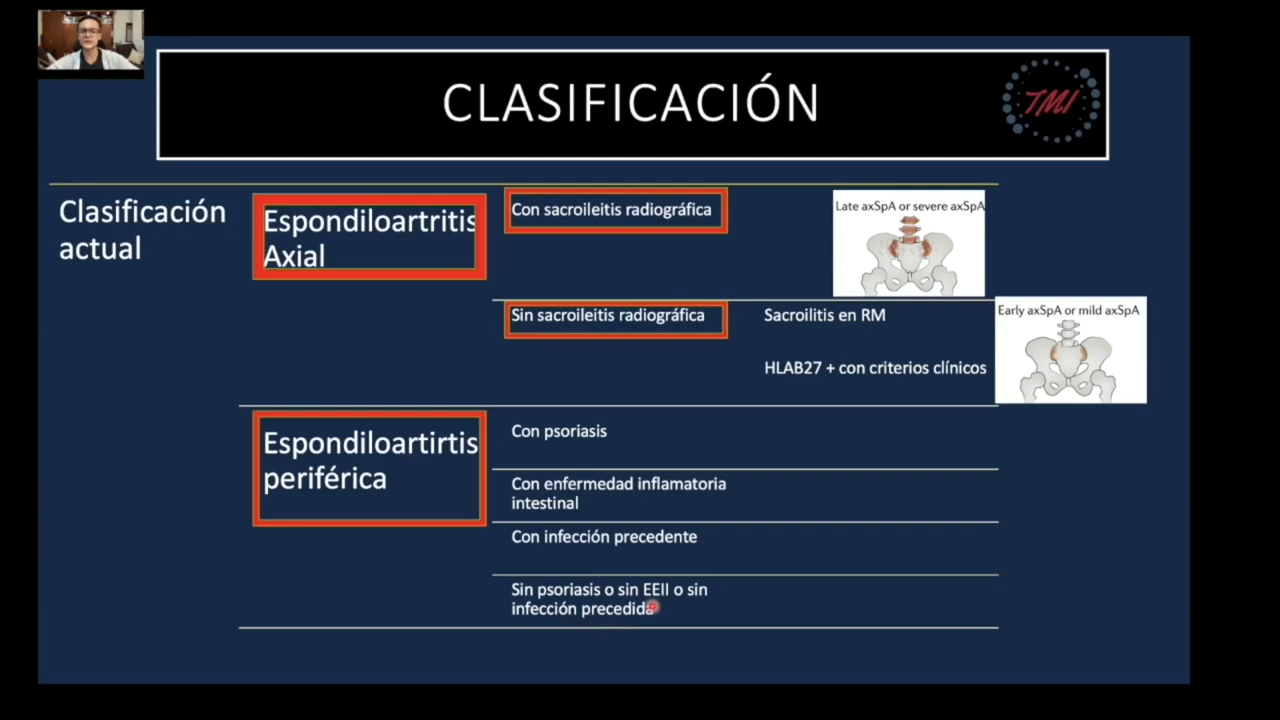 CLASIFICACIÓN
TMI
Clasificación
actual
Espondiloartritis
Axial
Con sacroileitis radiográfica
Late axSpA or severe axSpA
Sin sacroileitis radiográfica
Sacroilitis en RM
HLAB27 + con criterios clínicos
Early axSpA or mild axSpA
Espondiloartirtis
periférica
Con psoriasis
Con enfermedad inflamatoria
intestinal
Con infección precedente
Sin psoriasis o sin EEII o sin
infección precedida